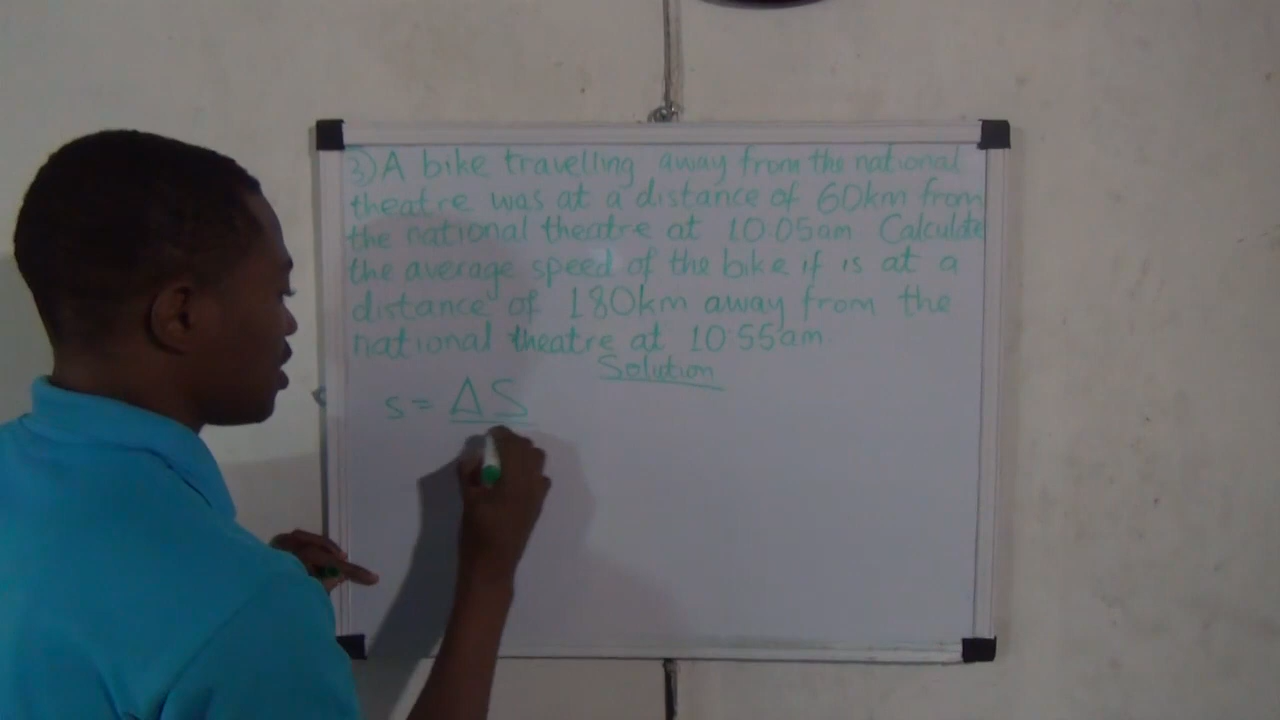 3) A bike travelling away from the national
theatre was at a distance of 60km from
the national theatre at 10.05am Calculate
the average speed of the bike if is at a
distance of 180km away from the
national theatre at 10:55am
Solution
s = ΔS